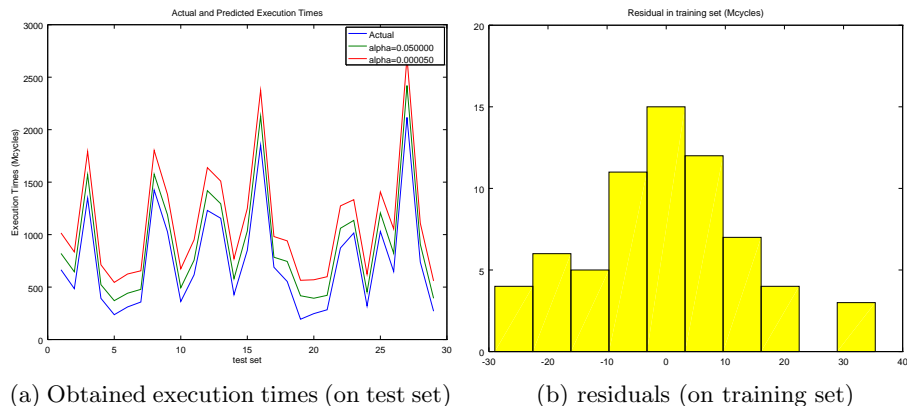 Actual and Predicted Execution Times
3000
2500
2000
1500
1000
500
0
Execution Times (Mcycles)
0 5 10 15 20 25 30
test set
Actual
alpha=0.050000
alpha=0.000050
(a) Obtained execution times (on test set)
Residual in training set (Mcycles)
20
15
10
5
0
-30 -20 -10 0 10 20 30 40
(b) residuals (on training set)